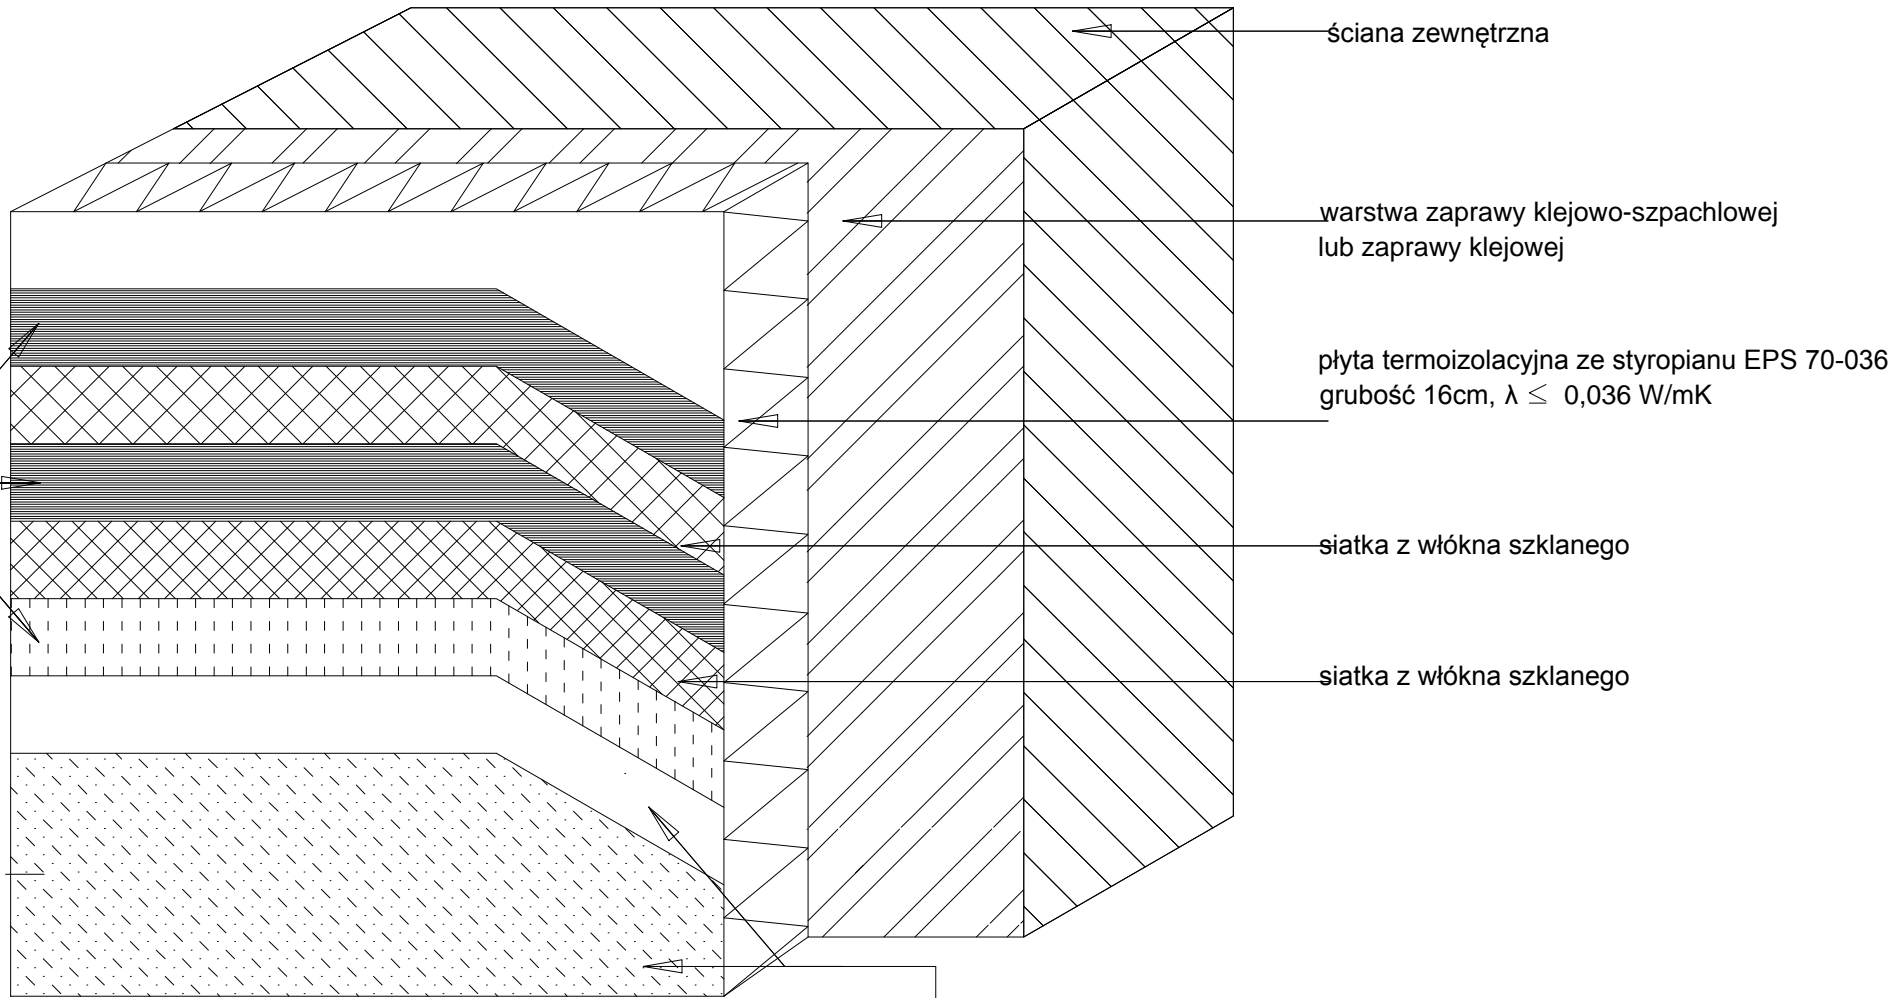 ściana zewnętrzna
warstwa zaprawy klejowo-szpachlowej
lub zaprawy klejowej
płyta termoizolacyjna ze styropianu EPS 70-036
grubość 16cm, λ ≤ 0,036 W/mK
siatka z włókna szklanego
siatka z włókna szklanego